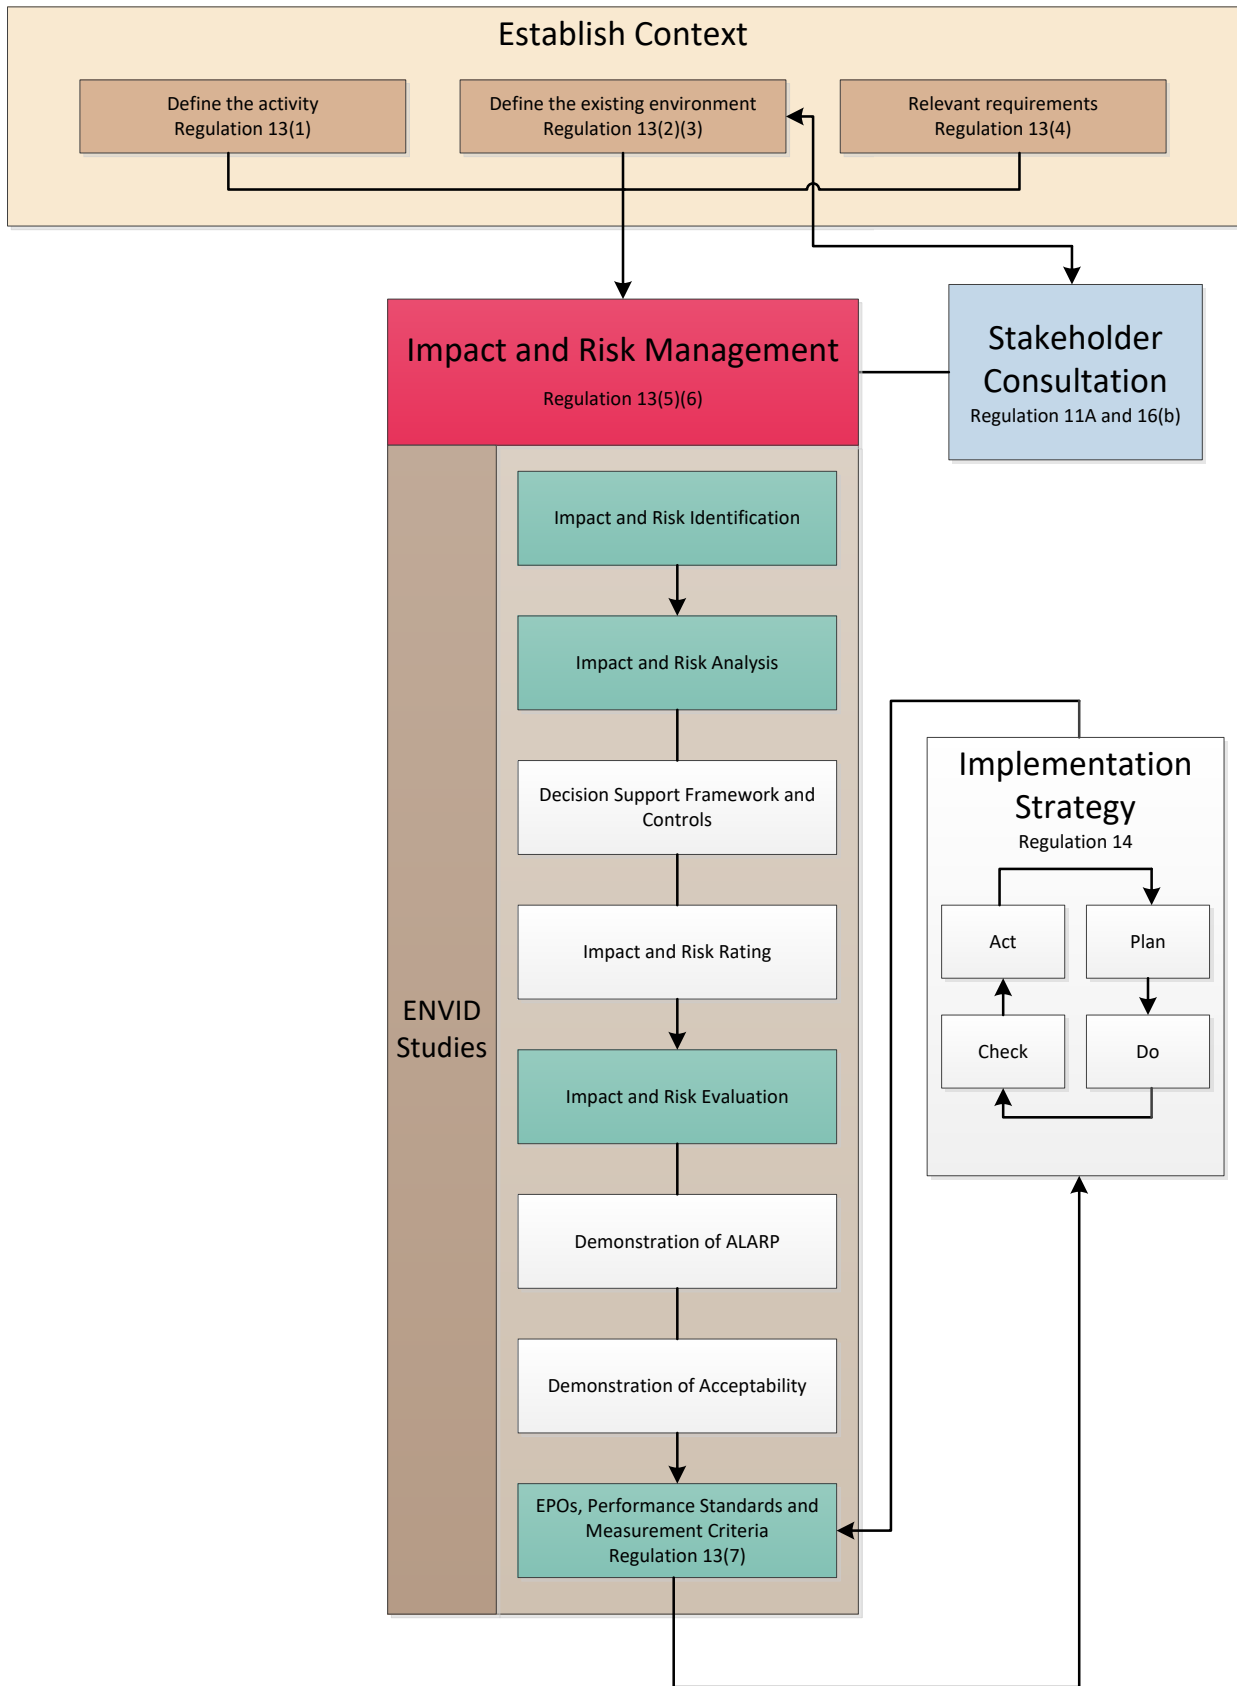 Establish Context
Define the activity
Regulation 13(1)
Define the existing environment
Regulation 13(2)(3)
Relevant requirements
Regulation 13(4)
Impact and Risk Management
Regulation 13(5)(6)
Stakeholder
Consultation
Regulation 11A and 16(b)
ENVID
Studies
Impact and Risk Identification
Impact and Risk Analysis
Decision Support Framework and
Controls
Impact and Risk Rating
Impact and Risk Evaluation
Demonstration of ALARP
Demonstration of Acceptability
EPOs, Performance Standards and
Measurement Criteria
Regulation 13(7)
Implementation
Strategy
Regulation 14
Act
Plan
Check
Do